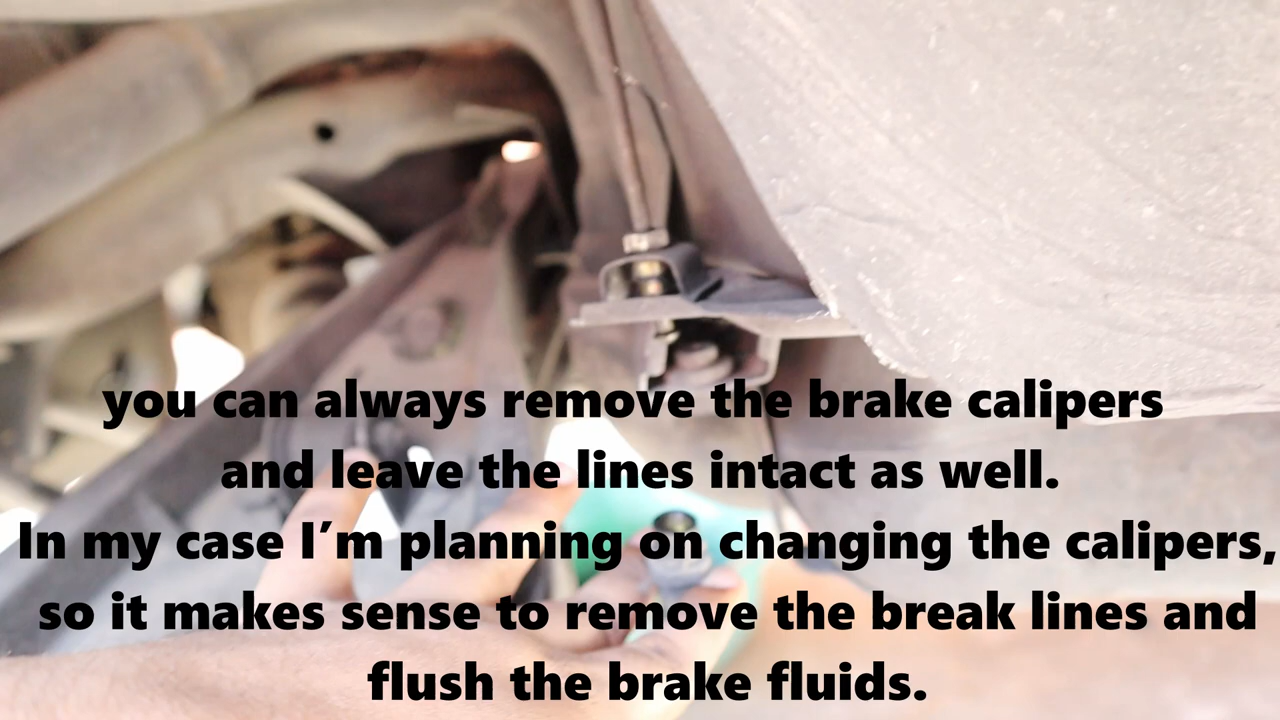 you can always remove the brake calipers
and leave the lines intact as well.
In my case I´m planning on changing the calipers,
so it makes sense to remove the break lines and
flush the brake fluids.